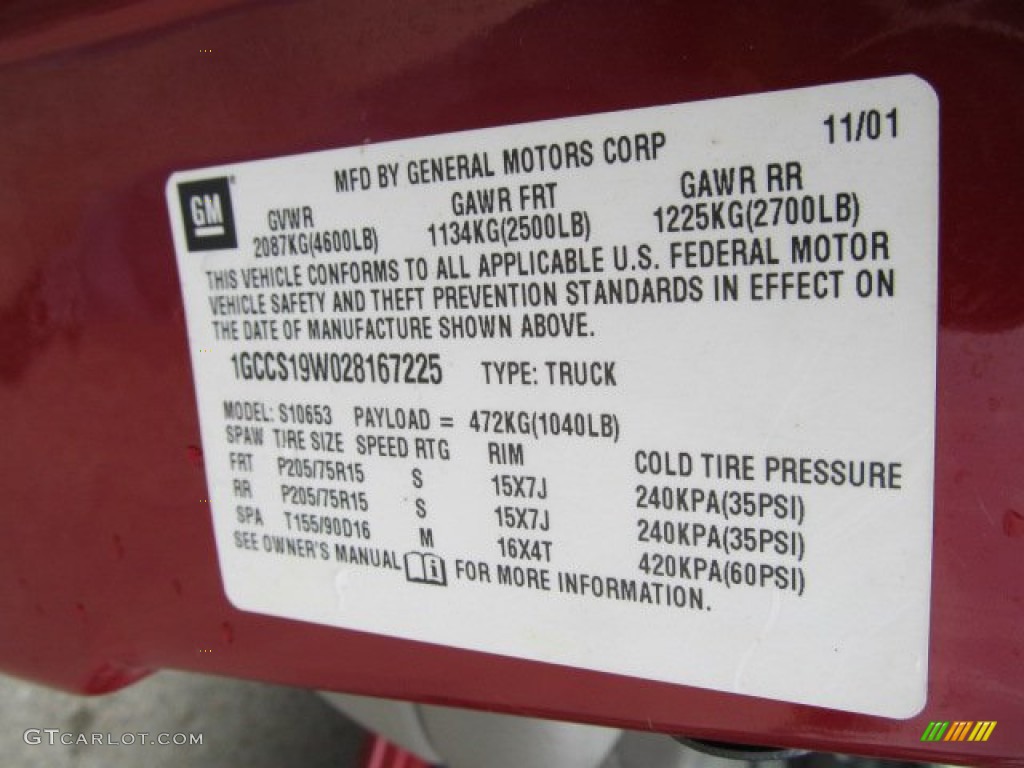 11/01
MFD BY GENERAL MOTORS CORP
GM
GVWR GAWR FRT GAWR RR
2087KG(4600LB) 1134KG(2500LB) 1225KG(2700LB)
THIS VEHICLE CONFORMS TO ALL APPLICABLE U.S. FEDERAL MOTOR
VEHICLE SAFETY AND THEFT PREVENTION STANDARDS IN EFFECT ON
THE DATE OF MANUFACTURE SHOWN ABOVE.
1GCCS19W028167225 TYPE: TRUCK
MODEL: S10653 PAYLOAD = 472KG(1040LB)
SPAW TIRE SIZE SPEED RTG RIM COLD TIRE PRESSURE
FRT P205/75R15 S 15X7J 240KPA(35PSI)
RR P205/75R15 S 15X7J 240KPA(35PSI)
SPA T155/90D16 M 16X4T 420KPA(60PSI)
SEE OWNER'S MANUAL FOR MORE INFORMATION.
GTCARLOT.COM